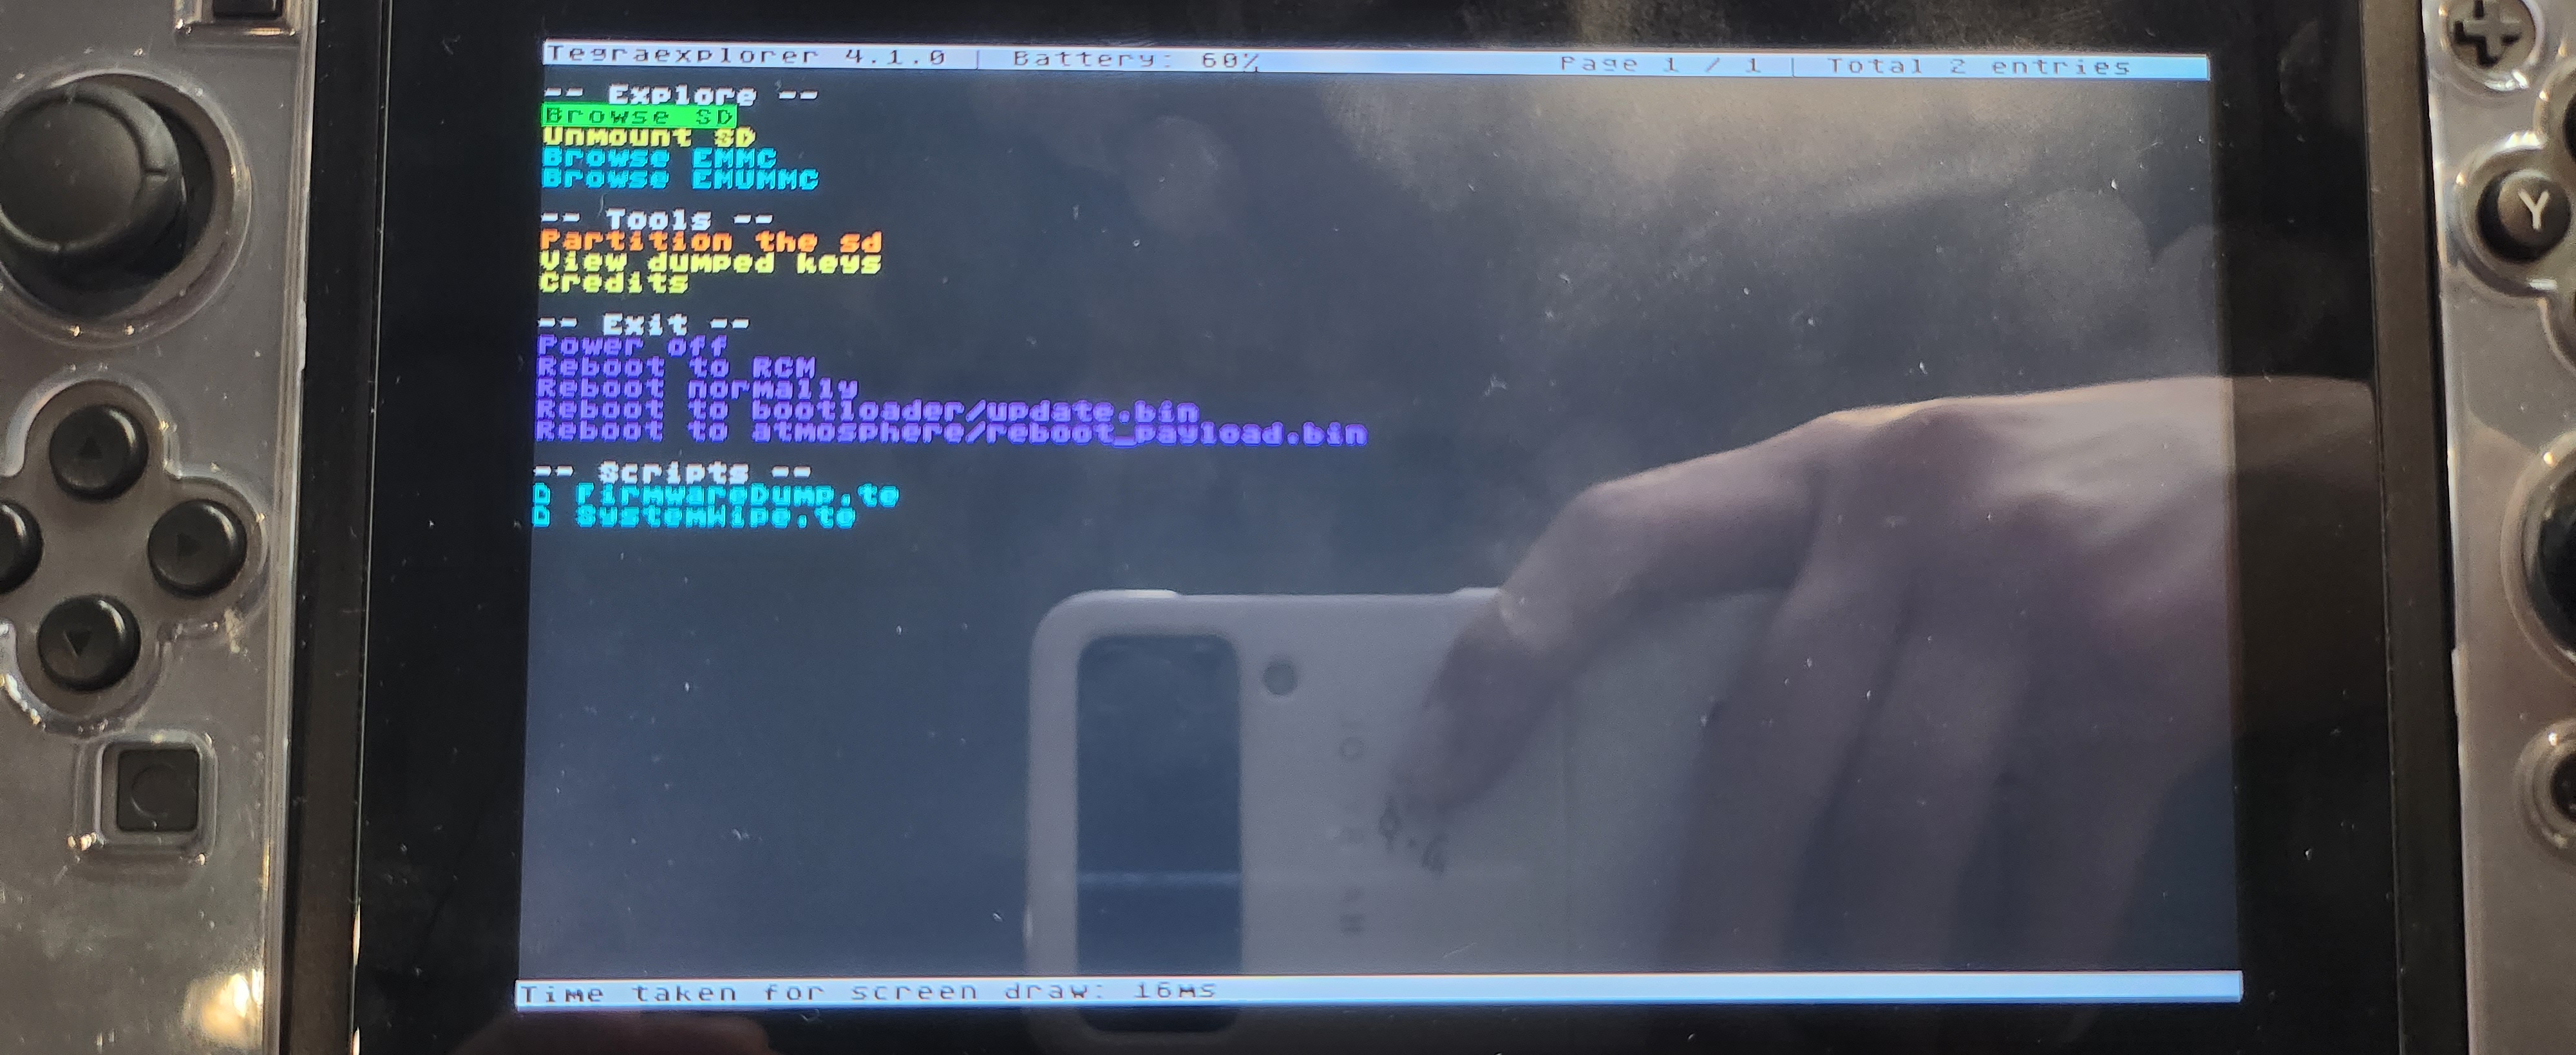 Tegraexplorer 4.1.0 | Battery: 60% Page 1 / 1 | Total 2 entries
-- Explore --
Browse SD
Unmount SD
Browse EMMC
Browse EMUMMC
-- Tools --
Partition the sd
View dumped keys
Credits
-- Exit --
Power off
Reboot to RCM
Reboot normally
Reboot to bootloader/update.bin
Reboot to atmosphere/reboot_payload.bin
-- Scripts --
D FirmwareDump.te
D SystemWipe.te
Time taken for screen draw: 16ms
Y